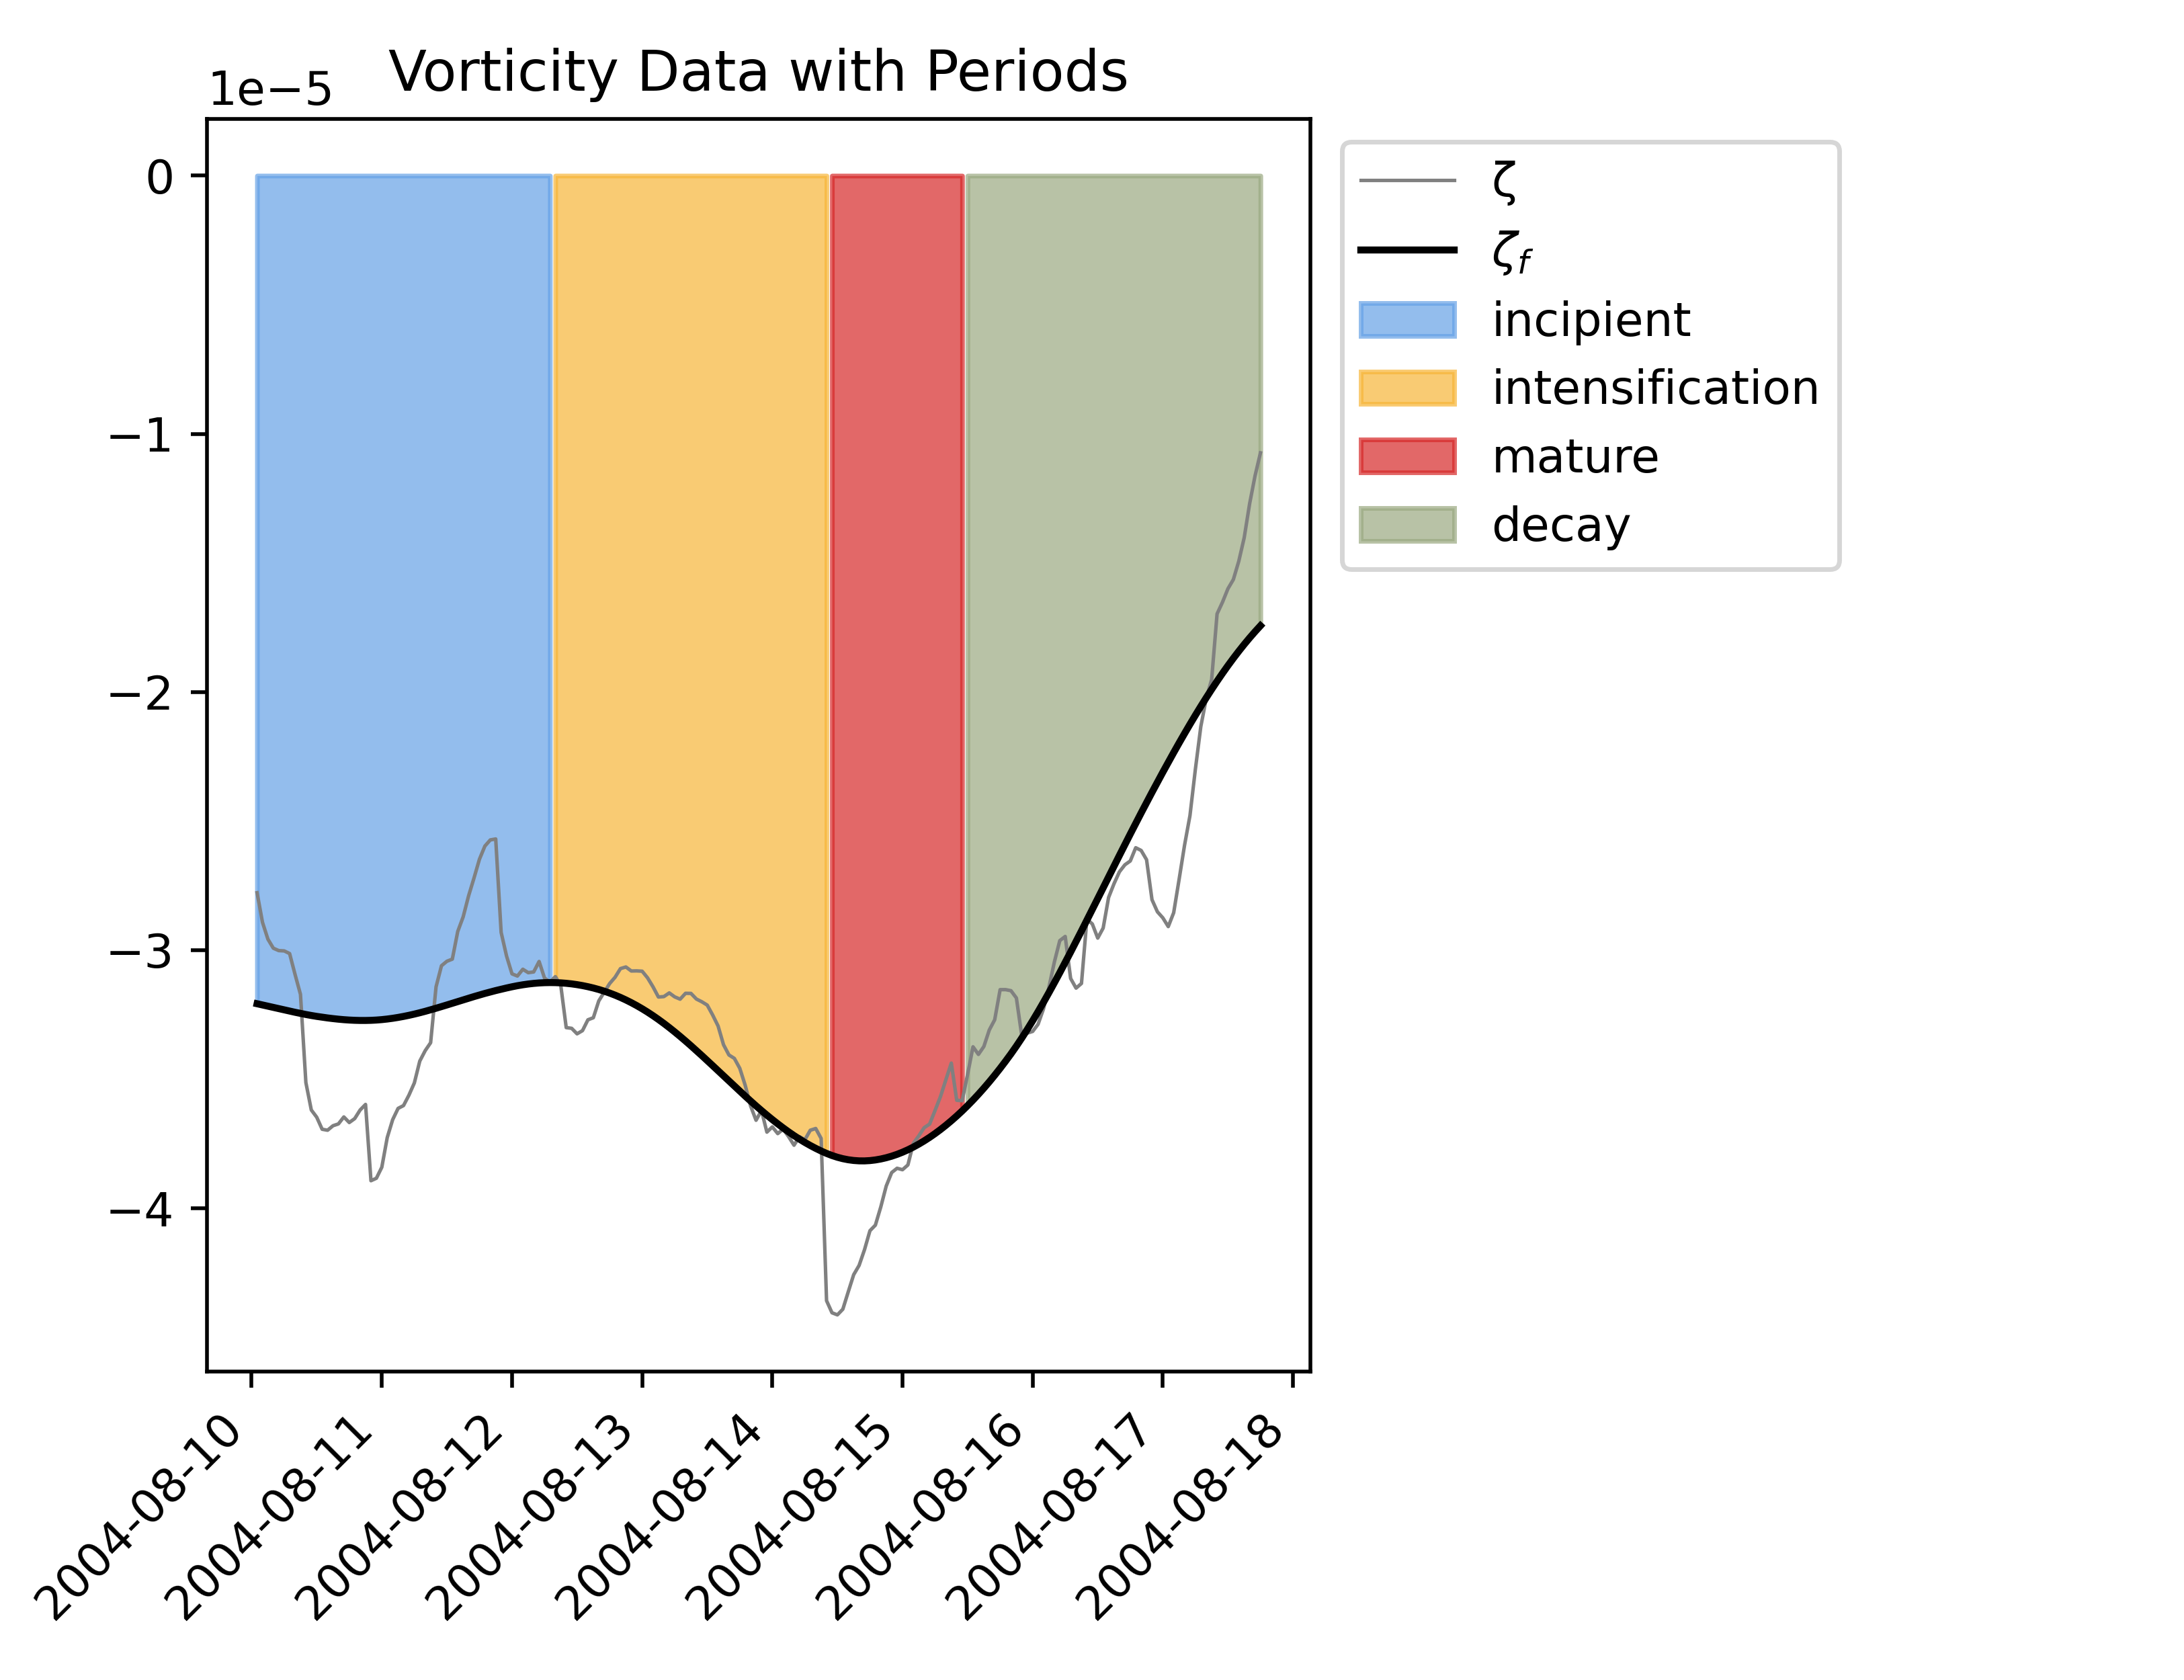 Vorticity Data with Periods
1e−5
0
−1
−2
−3
−4
2004-08-10
2004-08-11
2004-08-12
2004-08-13
2004-08-14
2004-08-15
2004-08-16
2004-08-17
2004-08-18
ζ
ζf
incipient
intensification
mature
decay